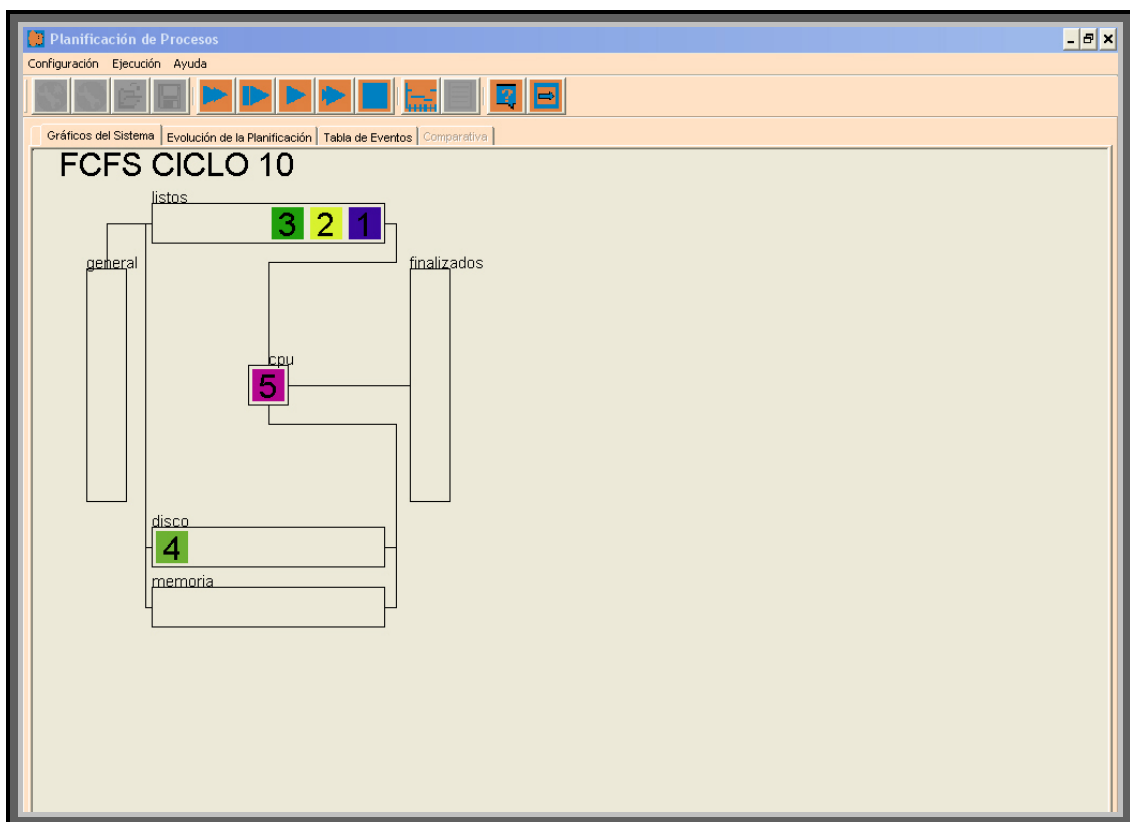 Planificación de Procesos
Configuración Ejecución Ayuda
Gráficos del Sistema Evolución de la Planificación Tabla de Eventos Comparativa
FCFS CICLO 10
listos
3 2 1
general
finalizados
cpu
5
disco
4
memoria